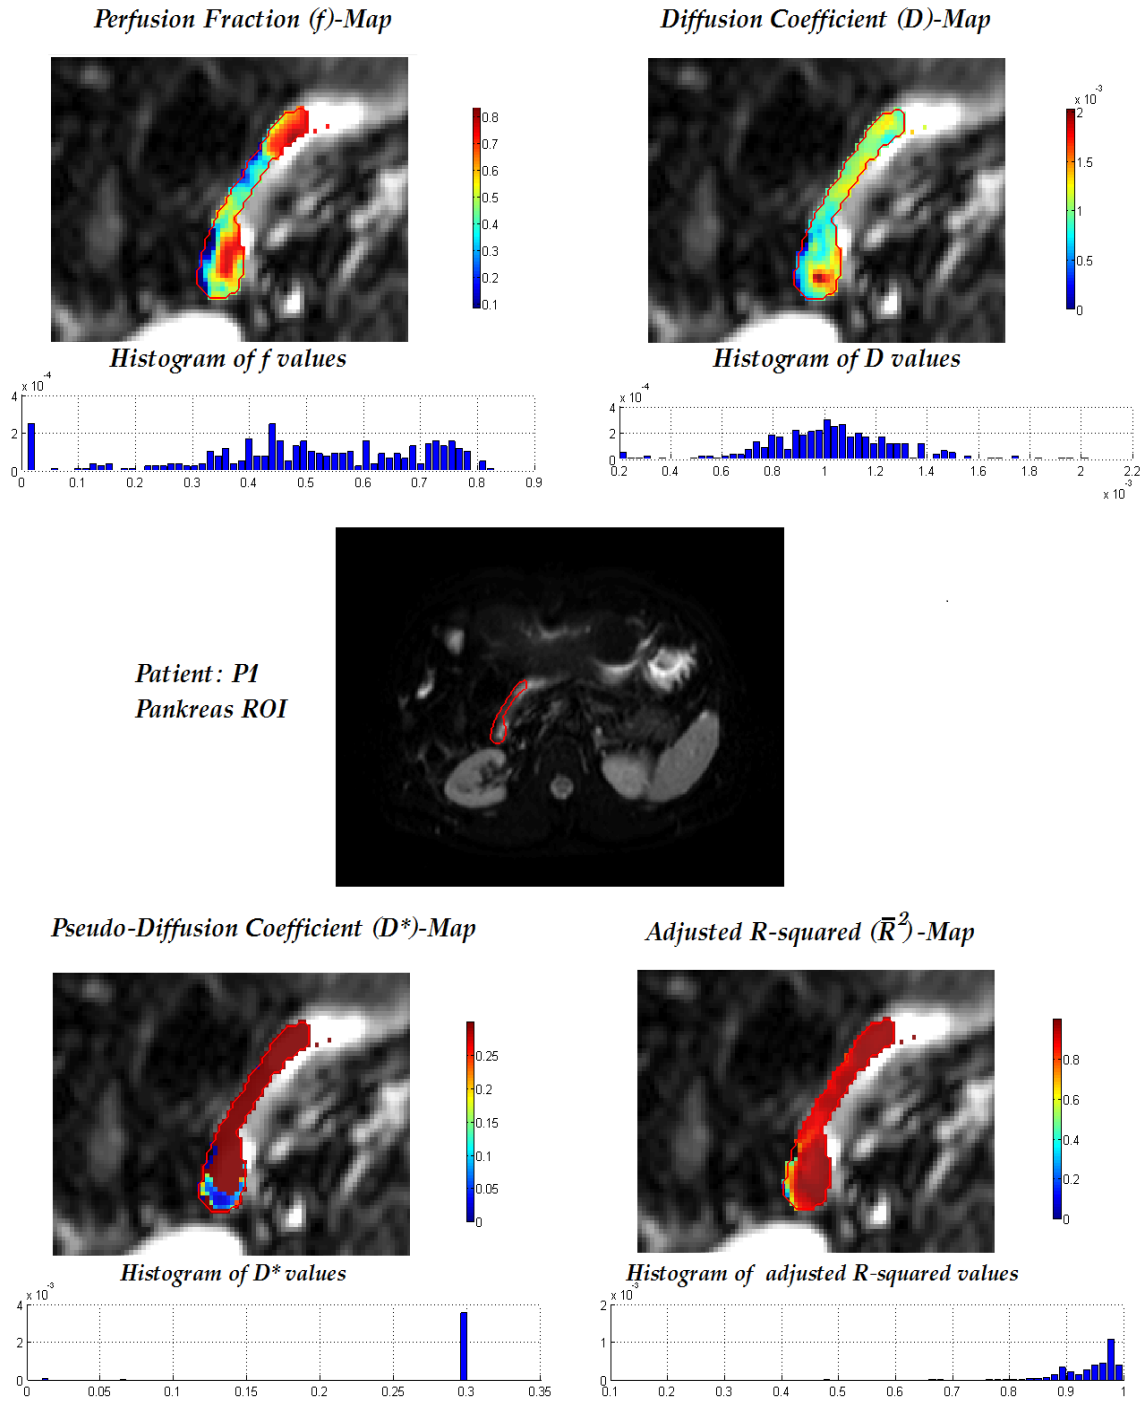 Perfusion Fraction (f)-Map
Diffusion Coefficient (D)-Map
0.8
0.7
0.6
0.5
0.4
0.3
0.2
0.1
x 10^-3
2
1.5
1
0.5
0
Histogram of f values
Histogram of D values
x 10^-4
4
2
0
0 0.1 0.2 0.3 0.4 0.5 0.6 0.7 0.8 0.9
x 10^-4
4
2
0
0.2 0.4 0.6 0.8 1 1.2 1.4 1.6 1.8 2 2.2
x 10^-3
Patient: P1
Pankreas ROI
Pseudo-Diffusion Coefficient (D*)-Map
Adjusted R-squared (R̅²)-Map
0.25
0.2
0.15
0.1
0.05
0
0.8
0.6
0.4
0.2
0
Histogram of D* values
Histogram of adjusted R-squared values
x 10^-3
4
2
0
0 0.05 0.1 0.15 0.2 0.25 0.3 0.35
x 10^-3
2
1
0
0.1 0.2 0.3 0.4 0.5 0.6 0.7 0.8 0.9 1